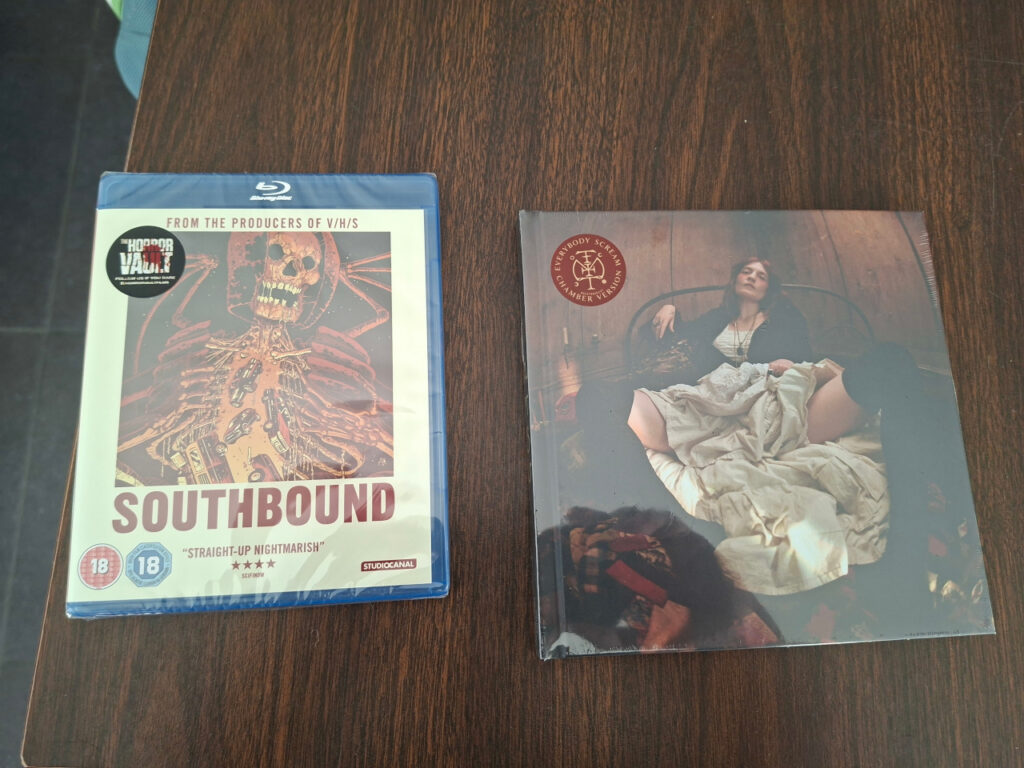 Blu-ray Disc
FROM THE PRODUCERS OF V/H/S
THE HORROR
VAULT
SOUTHBOUND
"STRAIGHT-UP NIGHTMARISH"
★★★★
SCIFINOW
18
18
STUDIOCANAL
EVERYBODY SCREAM
CHAMBER VERSION